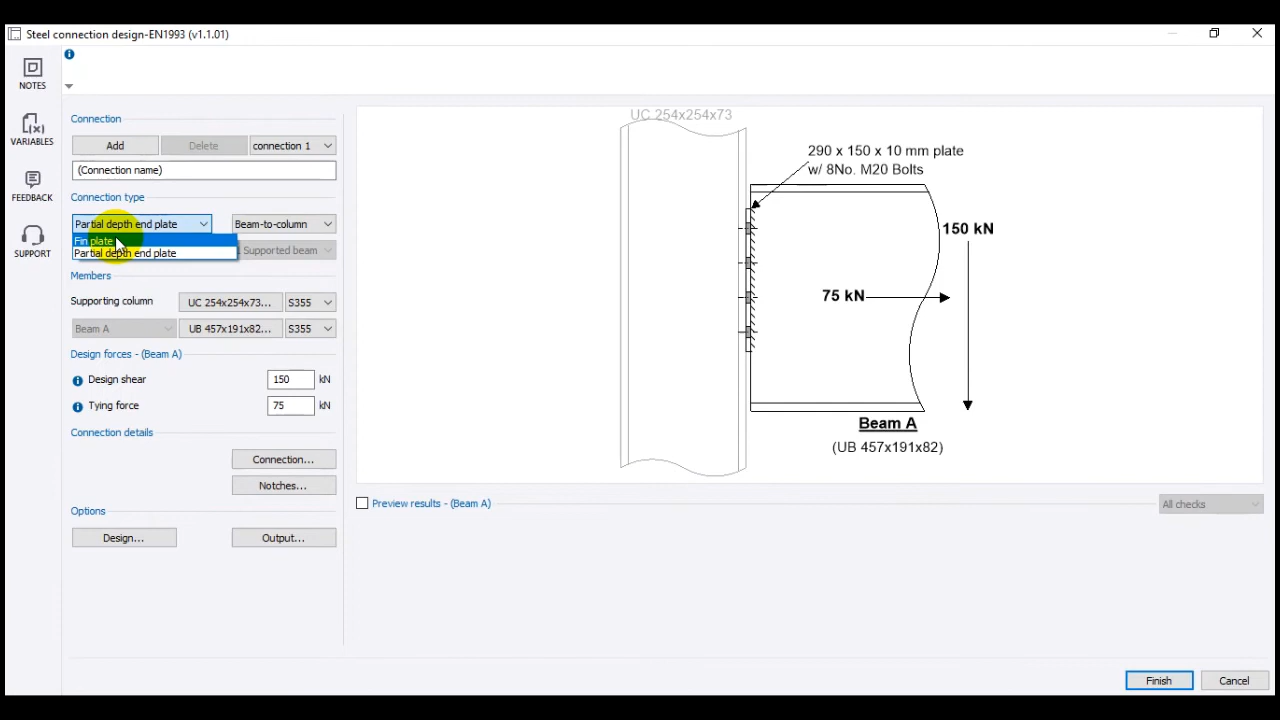 Steel connection design-EN1993 (v1.1.01)
NOTES
VARIABLES
FEEDBACK
SUPPORT
Connection
Add
Delete
connection 1
(Connection name)
Connection type
Partial depth end plate
Beam-to-column
Fin plate
Partial depth end plate
Supported beam
Members
Supporting column
UC 254x254x73...
S355
Beam A
UB 457x191x82...
S355
Design forces - (Beam A)
Design shear
150
kN
Tying force
75
kN
Connection details
Connection...
Notches...
Options
Design...
Output...
UC 254x254x73
290 x 150 x 10 mm plate
w/ 8No. M20 Bolts
150 kN
75 kN
Beam A
(UB 457x191x82)
Preview results - (Beam A)
All checks
Finish
Cancel